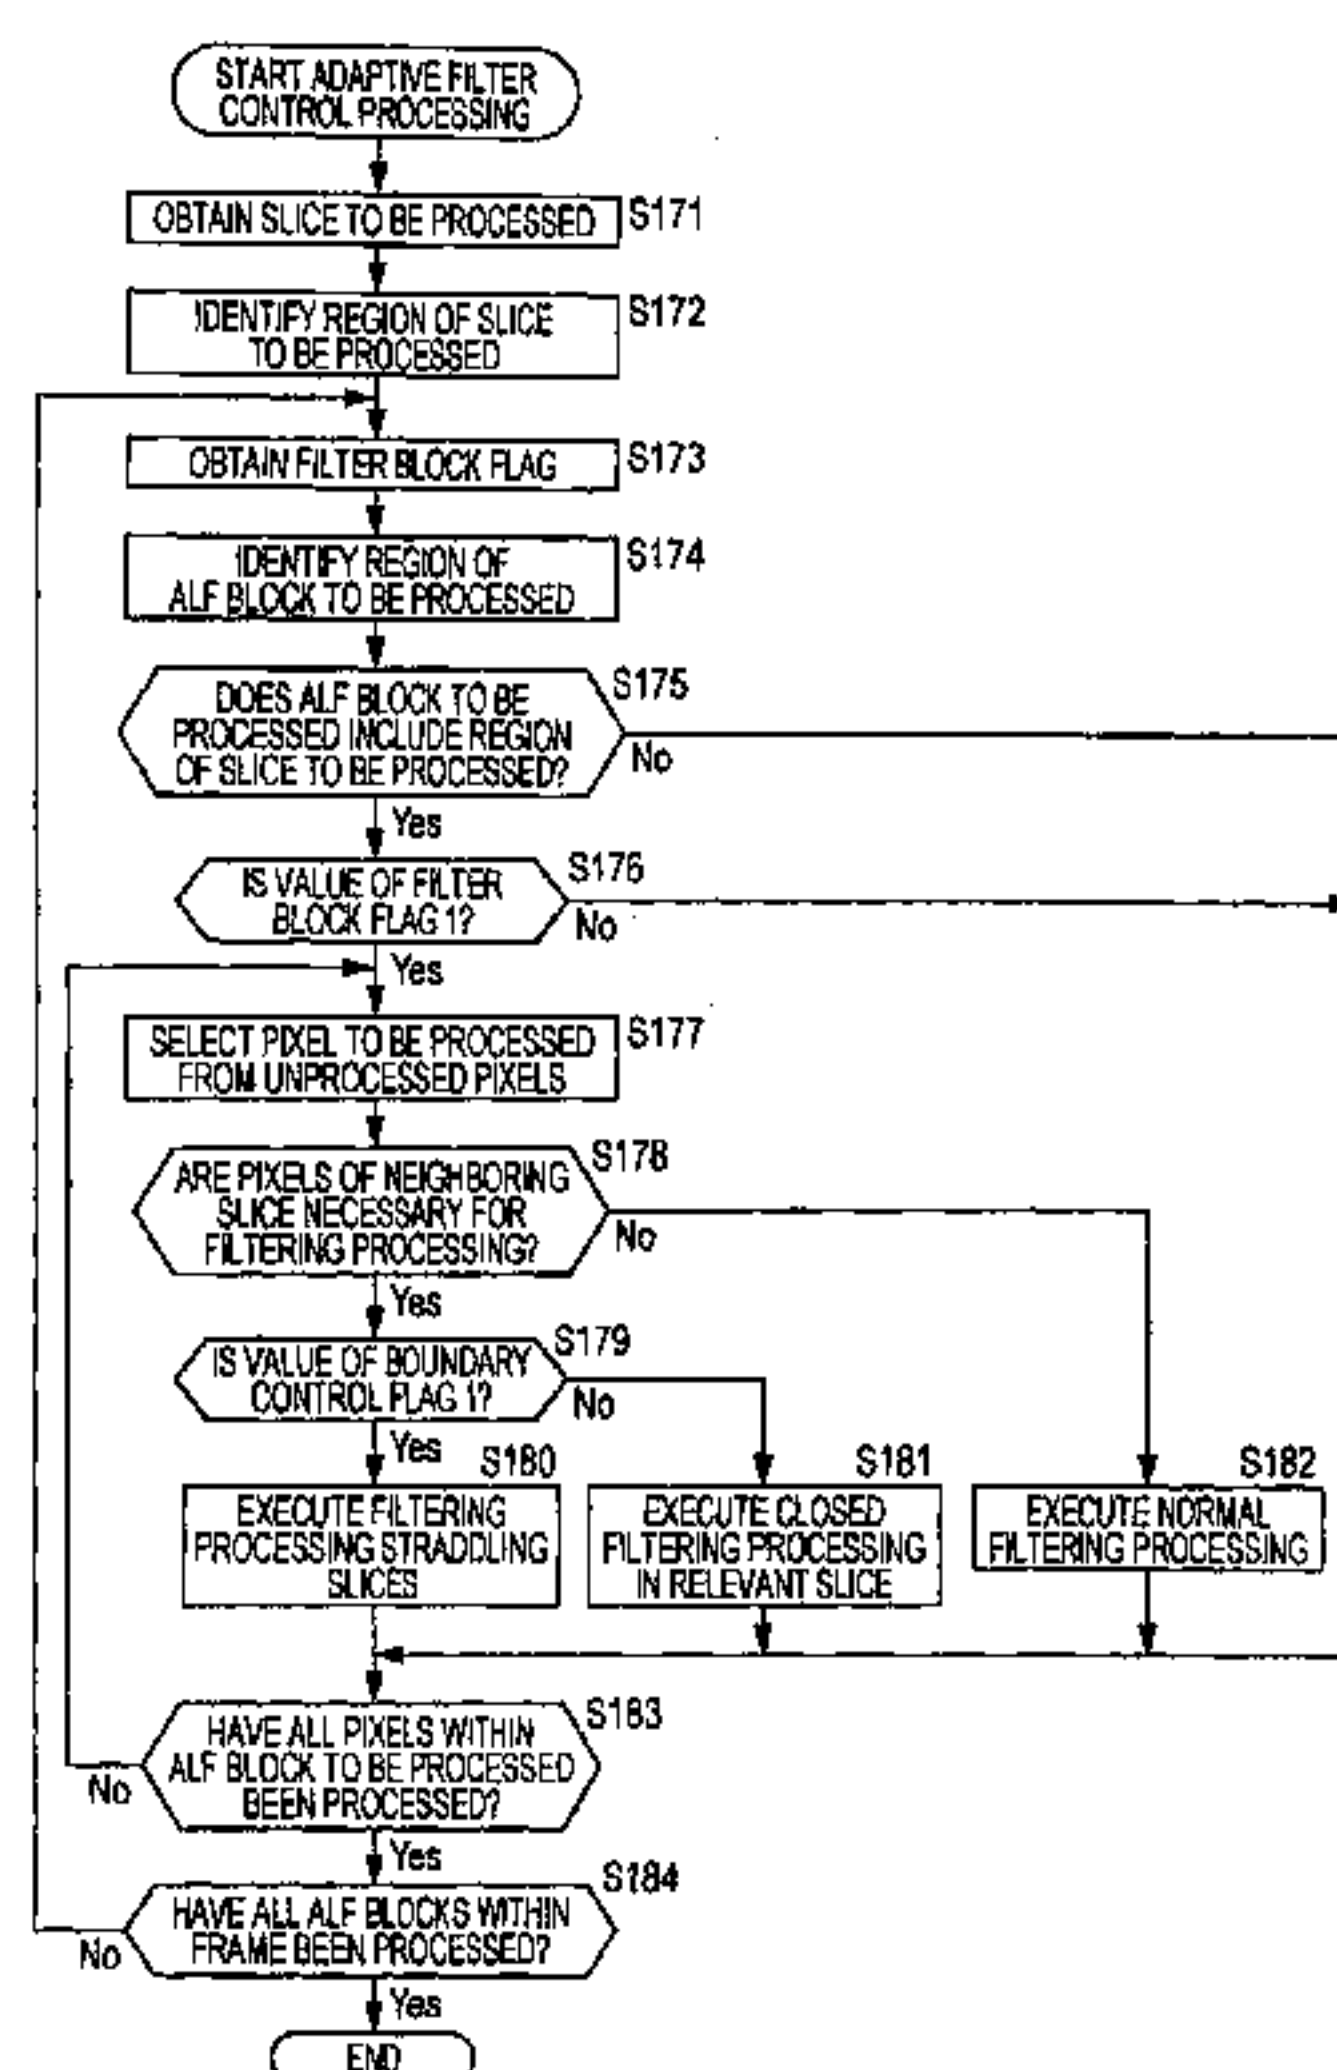 START ADAPTIVE FILTER
CONTROL PROCESSING
OBTAIN SLICE TO BE PROCESSED
S171
IDENTIFY REGION OF SLICE
TO BE PROCESSED
S172
OBTAIN FILTER BLOCK FLAG
S173
IDENTIFY REGION OF
ALF BLOCK TO BE PROCESSED
S174
DOES ALF BLOCK TO BE
PROCESSED INCLUDE REGION
OF SLICE TO BE PROCESSED?
S175
No
Yes
IS VALUE OF FILTER
BLOCK FLAG 1?
S176
No
Yes
SELECT PIXEL TO BE PROCESSED
FROM UNPROCESSED PIXELS
S177
ARE PIXELS OF NEIGHBORING
SLICE NECESSARY FOR
FILTERING PROCESSING?
S178
No
Yes
IS VALUE OF BOUNDARY
CONTROL FLAG 1?
S179
No
Yes
S180
EXECUTE FILTERING
PROCESSING STRADDLING
SLICES
S181
EXECUTE CLOSED
FILTERING PROCESSING
IN RELEVANT SLICE
S182
EXECUTE NORMAL
FILTERING PROCESSING
HAVE ALL PIXELS WITHIN
ALF BLOCK TO BE PROCESSED
BEEN PROCESSED?
S183
No
Yes
HAVE ALL ALF BLOCKS WITHIN
FRAME BEEN PROCESSED?
S184
No
Yes
END